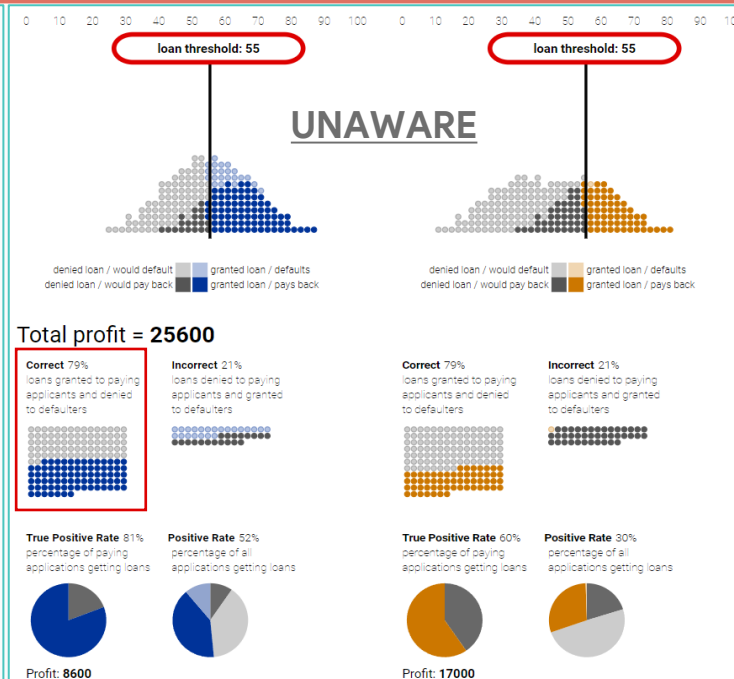 0 10 20 30 40 50 60 70 80 90 100 0 10 20 30 40 50 60 70 80 90
loan threshold: 55 loan threshold: 55
UNAWARE
denied loan / would default granted loan / defaults denied loan / would default granted loan / defaults
denied loan / would pay back granted loan / pays back denied loan / would pay back granted loan / pays back
Total profit = 25600
Correct 79% Incorrect 21% Correct 79% Incorrect 21%
loans granted to paying loans denied to paying loans granted to paying loans denied to paying
applicants and denied applicants and granted applicants and denied applicants and granted
to defaulters to defaulters to defaulters to defaulters
True Positive Rate 81% Positive Rate 52% True Positive Rate 60% Positive Rate 30%
percentage of paying percentage of all percentage of paying percentage of all
applications getting loans applications getting loans applications getting loans applications getting loans
Profit: 8600 Profit: 17000